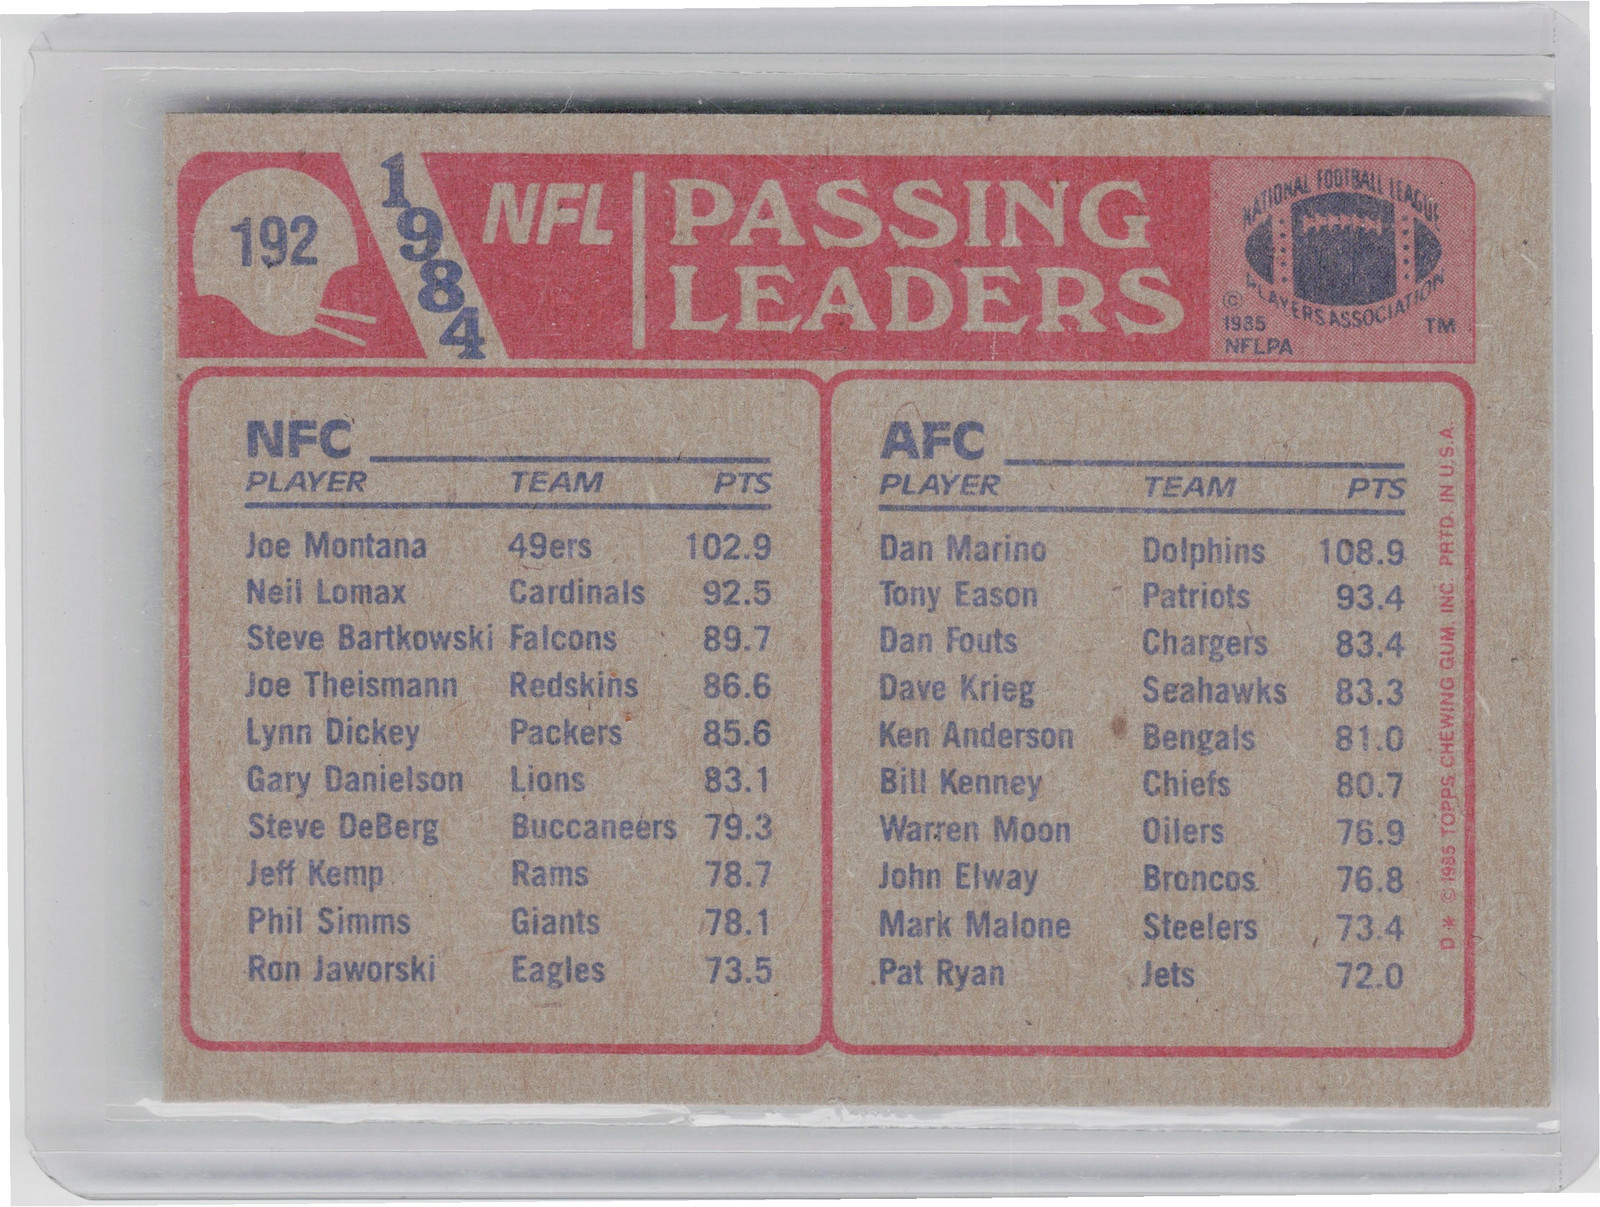 192
1984
NFL
PASSING
LEADERS
NATIONAL FOOTBALL LEAGUE
PLAYERS ASSOCIATION
©
1985
NFLPA
TM
NFC
PLAYER TEAM PTS
Joe Montana 49ers 102.9
Neil Lomax Cardinals 92.5
Steve Bartkowski Falcons 89.7
Joe Theismann Redskins 86.6
Lynn Dickey Packers 85.6
Gary Danielson Lions 83.1
Steve DeBerg Buccaneers 79.3
Jeff Kemp Rams 78.7
Phil Simms Giants 78.1
Ron Jaworski Eagles 73.5
AFC
PLAYER TEAM PTS
Dan Marino Dolphins 108.9
Tony Eason Patriots 93.4
Dan Fouts Chargers 83.4
Dave Krieg Seahawks 83.3
Ken Anderson Bengals 81.0
Bill Kenney Chiefs 80.7
Warren Moon Oilers 76.9
John Elway Broncos 76.8
Mark Malone Steelers 73.4
Pat Ryan Jets 72.0
D * © 1985 TOPPS CHEWING GUM INC. PRTD. IN U.S.A.